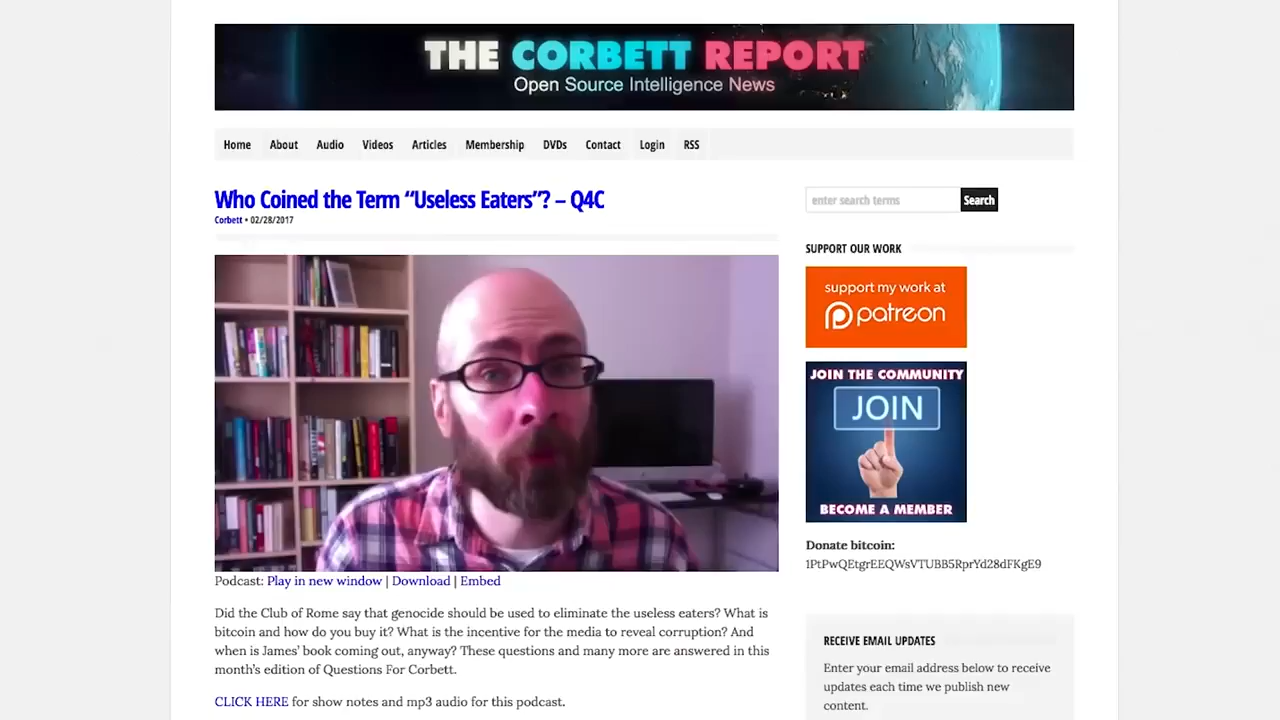 THE CORBETT REPORT
Open Source Intelligence News
Home About Audio Videos Articles Membership DVDs Contact Login RSS
Who Coined the Term “Useless Eaters”? – Q4C
Corbett • 02/28/2017
Podcast: Play in new window | Download | Embed
Did the Club of Rome say that genocide should be used to eliminate the useless eaters? What is
bitcoin and how do you buy it? What is the incentive for the media to reveal corruption? And
when is James’ book coming out, anyway? These questions and many more are answered in this
month’s edition of Questions For Corbett.
CLICK HERE for show notes and mp3 audio for this podcast.
enter search terms Search
SUPPORT OUR WORK
support my work at
patreon
JOIN THE COMMUNITY
JOIN
BECOME A MEMBER
Donate bitcoin:
1PtPwQEtgrEEQWsVTUBB5RprYd28dFKgE9
RECEIVE EMAIL UPDATES
Enter your email address below to receive
updates each time we publish new
content.